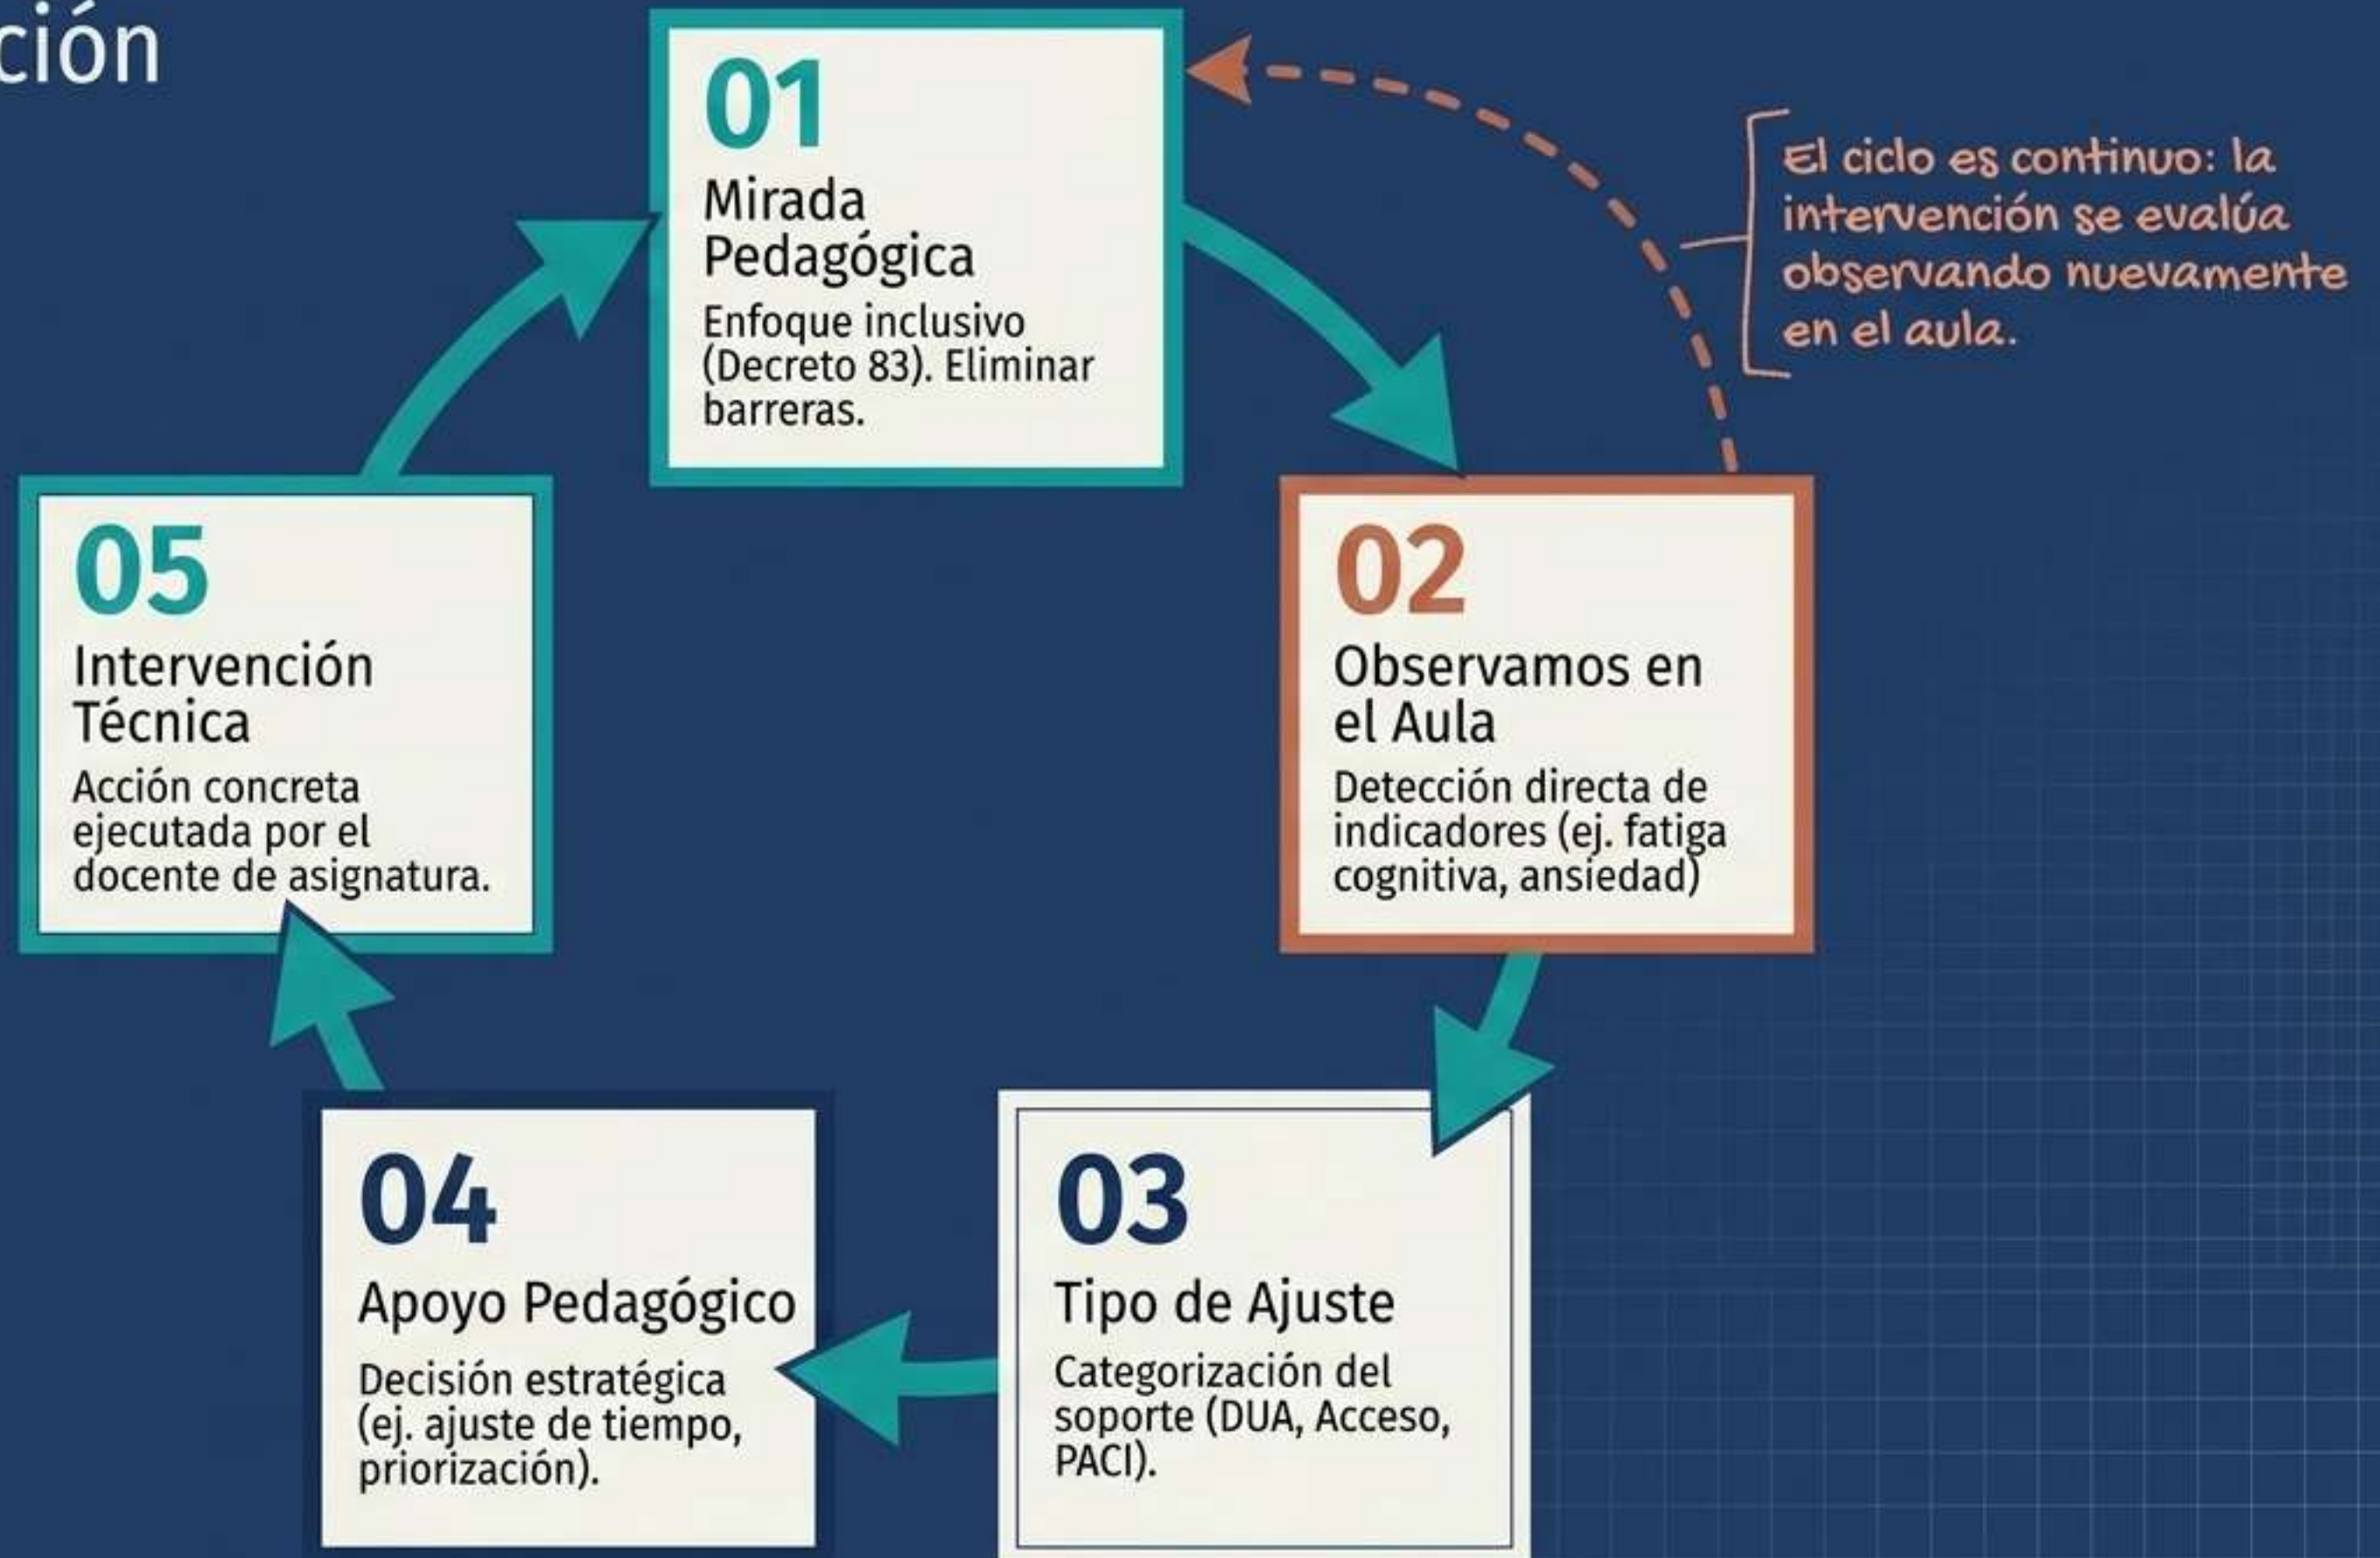 ción
01
Mirada
Pedagógica
Enfoque inclusivo
(Decreto 83). Eliminar
barreras.
El ciclo es continuo: la
intervención se evalúa
observando nuevamente
en el aula.
02
Observamos en
el Aula
Detección directa de
indicadores (ej. fatiga
cognitiva, ansiedad)
03
Tipo de Ajuste
Categorización del
soporte (DUA, Acceso,
PACI).
04
Apoyo Pedagógico
Decisión estratégica
(ej. ajuste de tiempo,
priorización).
05
Intervención
Técnica
Acción concreta
ejecutada por el
docente de asignatura.